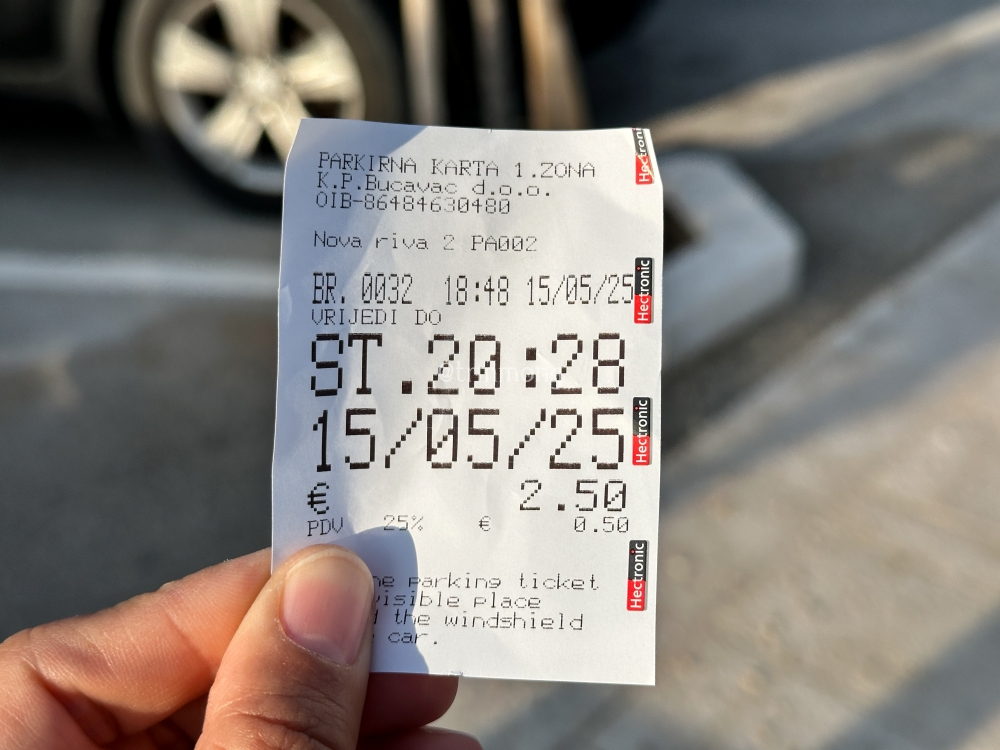 PARKIRNA KARTA 1.ZONA
K.P.Bucavac d.o.o.
OIB-86484630480
Nova riva 2 PA002
BR. 0032 18:48 15/05/25
VRIJEDI DO
ST.20:28
15/05/25
€ 2.50
PDV 25% € 0.50
parking ticket
visible place
the windshield
car.
Hectronic
Hectronic
Hectronic
Hectronic